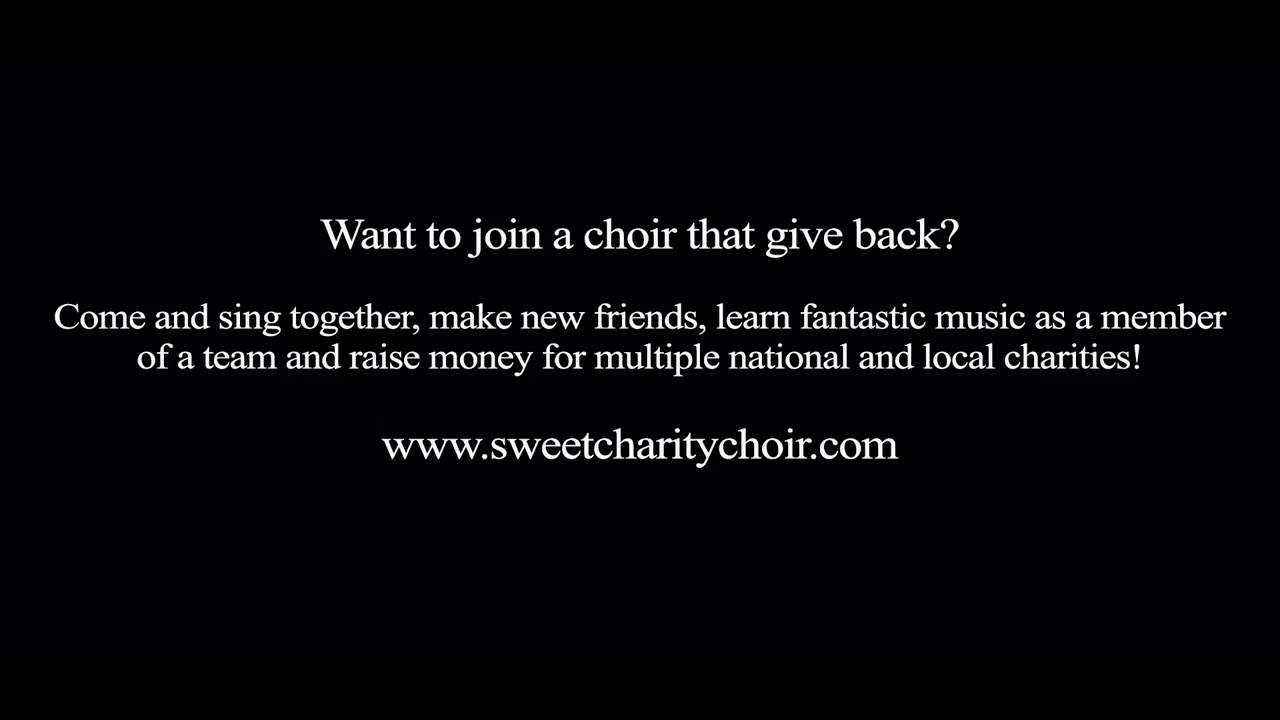 Want to join a choir that give back?
Come and sing together, make new friends, learn fantastic music as a member
of a team and raise money for multiple national and local charities!
www.sweetcharitychoir.com